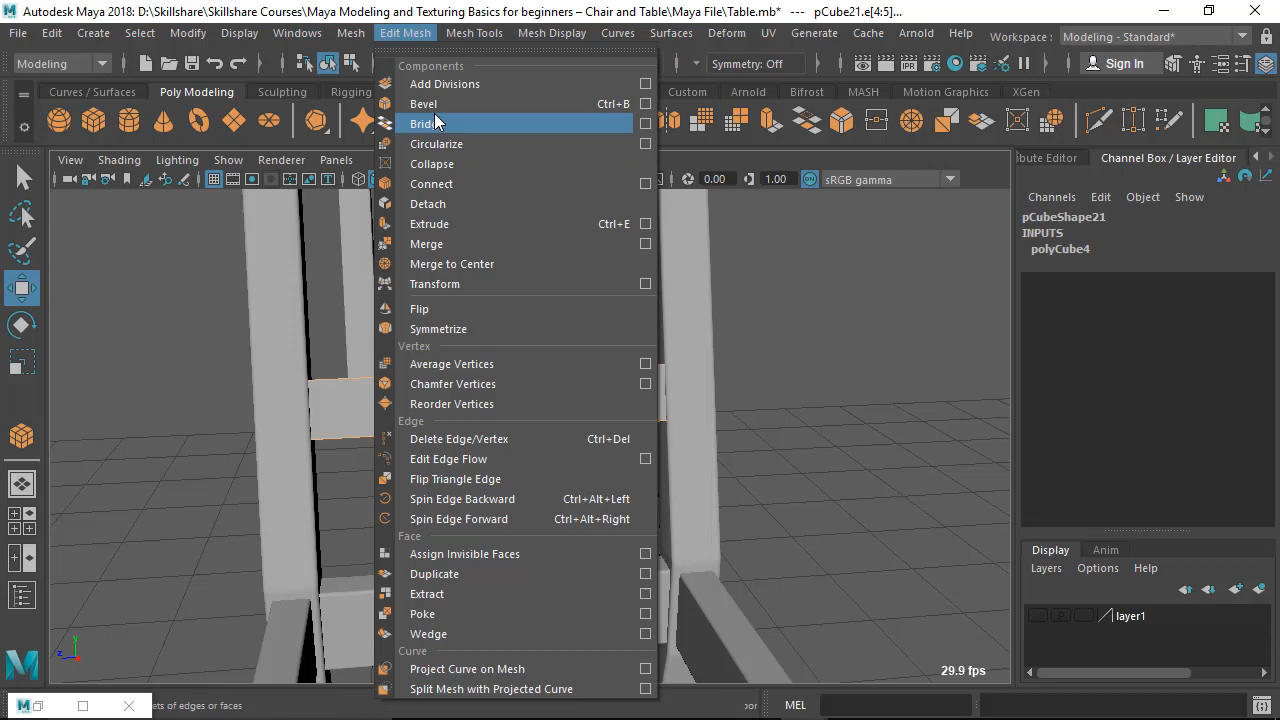 Autodesk Maya 2018: D:\Skillshare\Skillshare Courses\Maya Modeling and Texturing Basics for beginners – Chair and Table\Maya File\Table.mb* --- pCube21.e[4:5]...
File Edit Create Select Modify Display Windows Mesh Edit Mesh Mesh Tools Mesh Display Curves Surfaces Deform UV Generate Cache Arnold Help Workspace : Modeling - Standard*
Modeling Symmetry: Off Sign In
Curves / Surfaces Poly Modeling Sculpting Rigging Custom Arnold Bifrost MASH Motion Graphics XGen
View Shading Lighting Show Renderer Panels
0.00 1.00 ON sRGB gamma
Components
Add Divisions
Bevel Ctrl+B
Circularize
Collapse
Connect
Detach
Extrude Ctrl+E
Merge
Merge to Center
Transform
Flip
Symmetrize
Vertex
Average Vertices
Chamfer Vertices
Reorder Vertices
Edge
Delete Edge/Vertex Ctrl+Del
Edit Edge Flow
Flip Triangle Edge
Spin Edge Backward Ctrl+Alt+Left
Spin Edge Forward Ctrl+Alt+Right
Face
Assign Invisible Faces
Duplicate
Extract
Poke
Wedge
Curve
Project Curve on Mesh
Split Mesh with Projected Curve
Channel Box / Layer Editor
Channels Edit Object Show
pCubeShape21
INPUTS
polyCube4
Display Anim
Layers Options Help
P layer1
y
z x
29.9 fps
ets of edges or faces
MEL